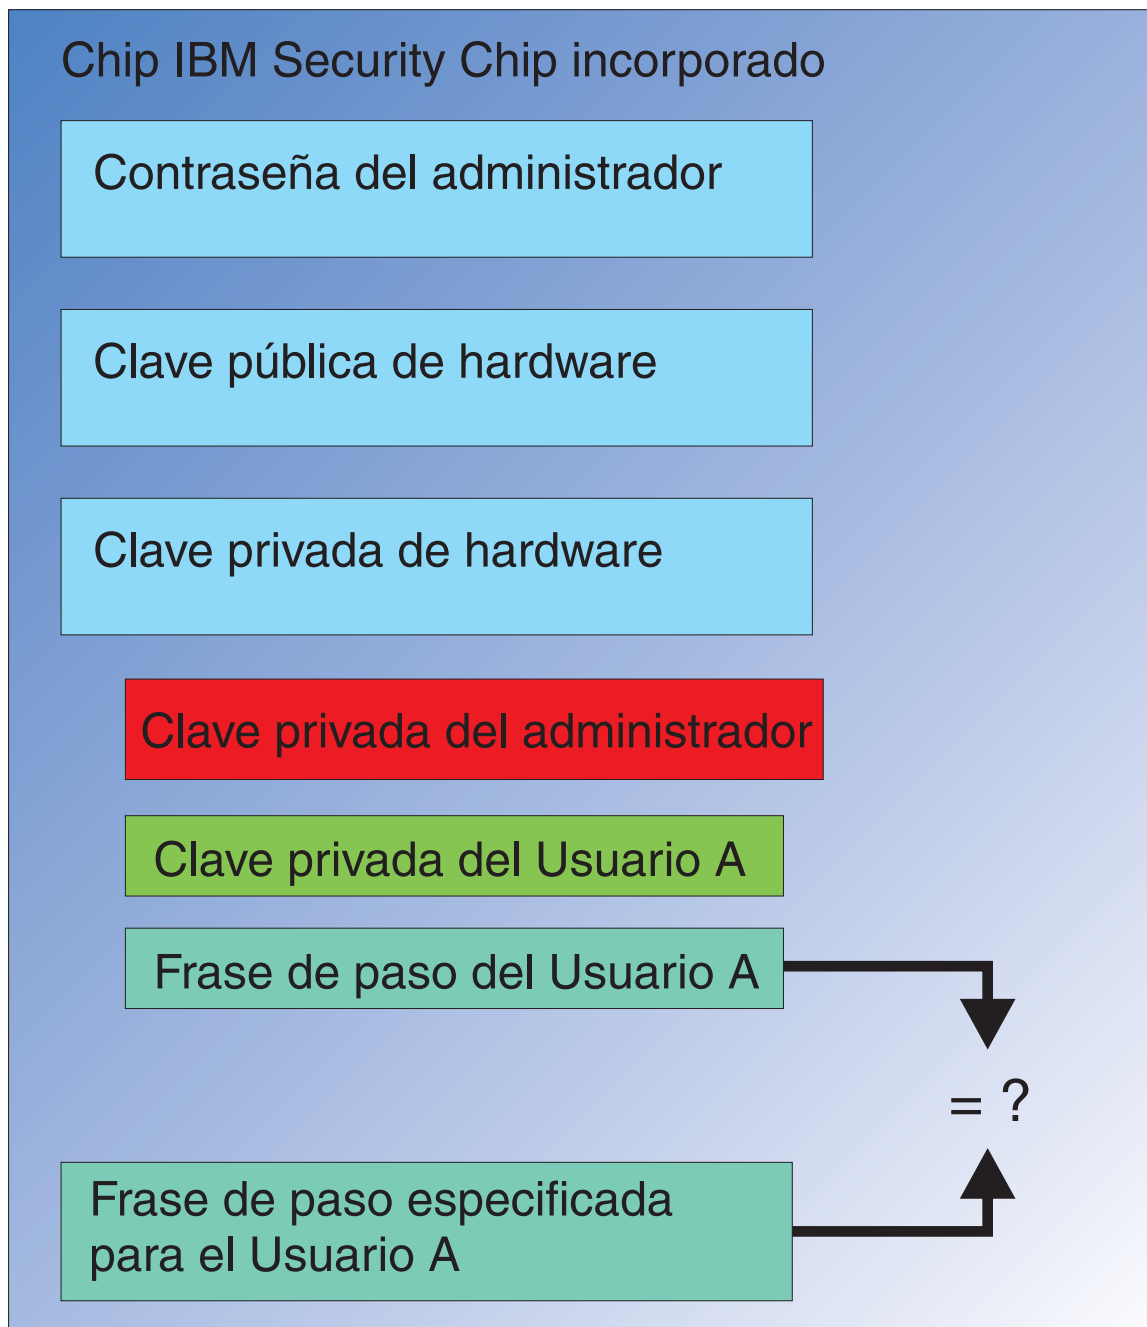 Chip IBM Security Chip incorporado
Contraseña del administrador
Clave pública de hardware
Clave privada de hardware
Clave privada del administrador
Clave privada del Usuario A
Frase de paso del Usuario A
= ?
Frase de paso especificada
para el Usuario A